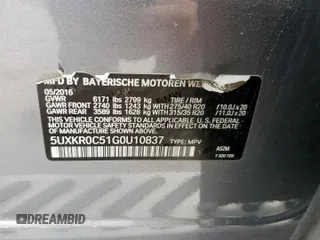 MFD BY BAYERISCHE MOTOREN WE
05/2016
GVWR 6171 lbs 2799 kg TIRE / RIM
GAWR FRONT 2740 lbs 1243 kg 275/40 R20 /10.0J x 20
GAWR REAR 3589 lbs 1628 kg 315/35 R20 /11.0J x 20
THIS VEHICLE CONFORMS TO ALL APPLICABLE
U.S. FEDERAL MOTOR VEHICLE SAFETY
STANDARDS IN EFFECT ON THE DATE OF
MANUFACTURE SHOWN ABOVE.
5UXKR0C51G0U10837 TYPE: MPV
A52M
AUTOBIDMASTER